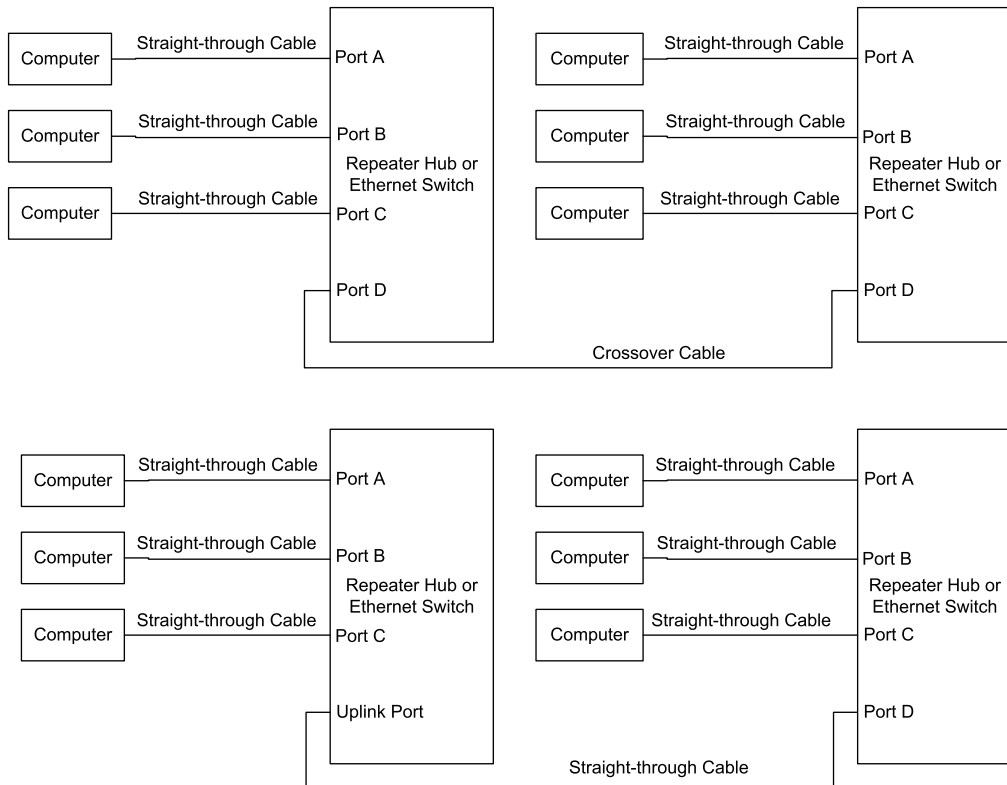 Straight-through Cable
Straight-through Cable
Computer
Port A
Computer
Port A
Straight-through Cable
Straight-through Cable
Computer
Port B
Computer
Port B
Repeater Hub or
Ethernet Switch
Repeater Hub or
Ethernet Switch
Straight-through Cable
Straight-through Cable
Computer
Port C
Computer
Port C
Port D
Port D
Crossover Cable
Straight-through Cable
Straight-through Cable
Computer
Port A
Computer
Port A
Straight-through Cable
Straight-through Cable
Computer
Port B
Computer
Port B
Repeater Hub or
Ethernet Switch
Repeater Hub or
Ethernet Switch
Straight-through Cable
Straight-through Cable
Computer
Port C
Computer
Port C
Uplink Port
Port D
Straight-through Cable